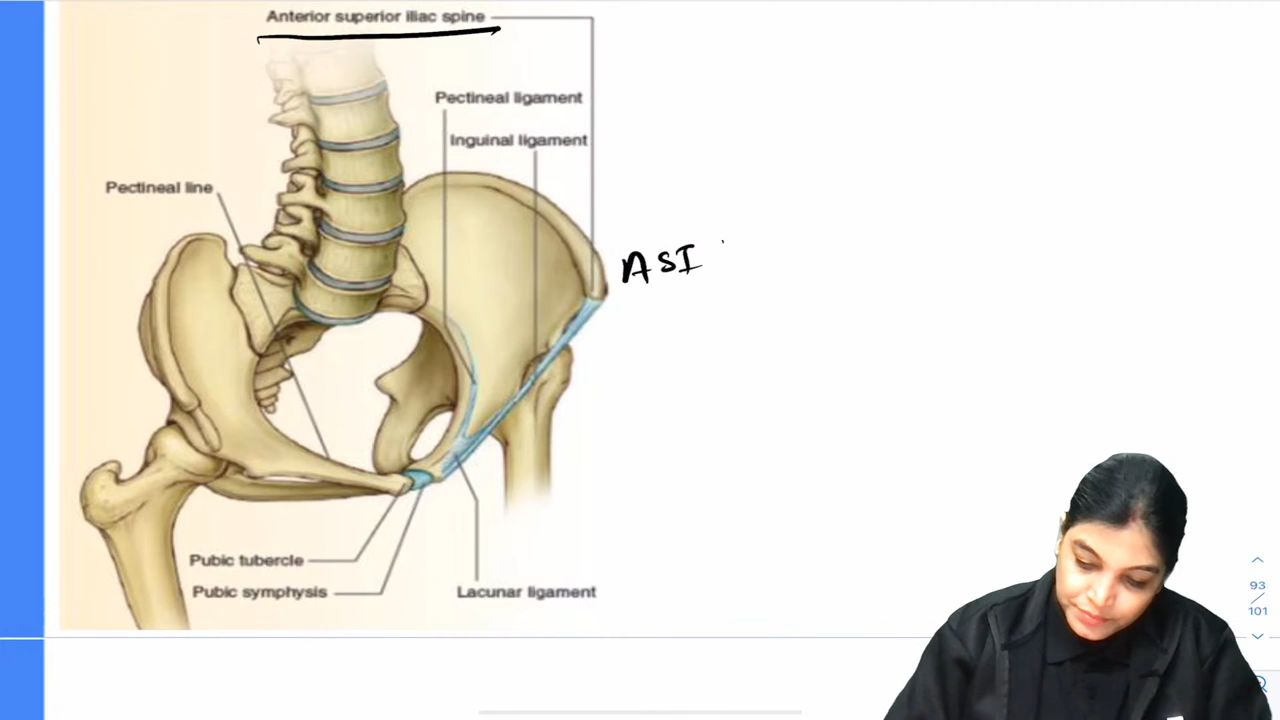 Anterior superior iliac spine
Pectineal ligament
Inguinal ligament
Pectineal line
ASI
Pubic tubercle
Pubic symphysis
Lacunar ligament
93
/
101